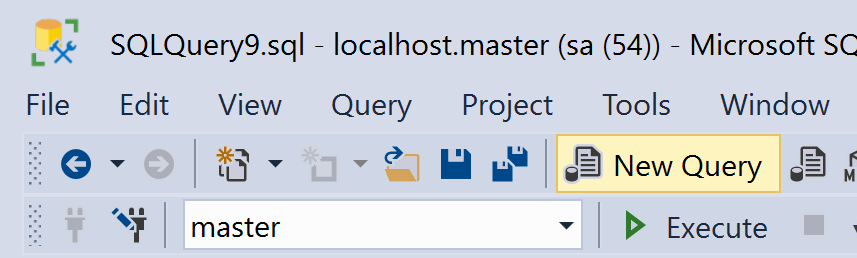 SQLQuery9.sql - localhost.master (sa (54)) - Microsoft SQ
File Edit View Query Project Tools Window
New Query
master Execute